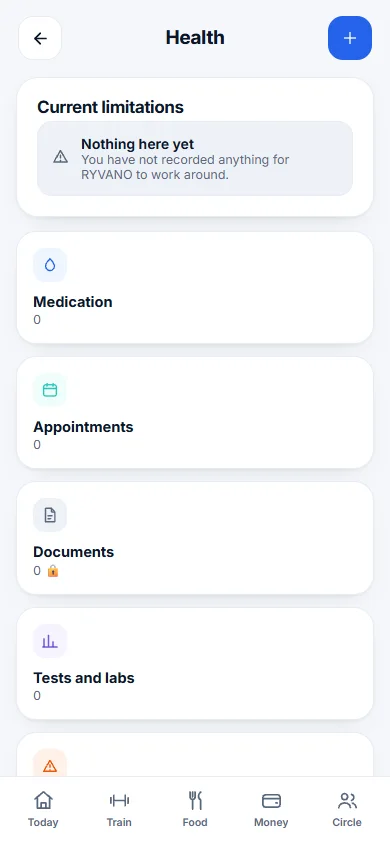 Health
Current limitations
Nothing here yet
You have not recorded anything for
RYVANO to work around.
Medication
0
Appointments
0
Documents
0 🔒
Tests and labs
0
Today
Train
Food
Money
Circle